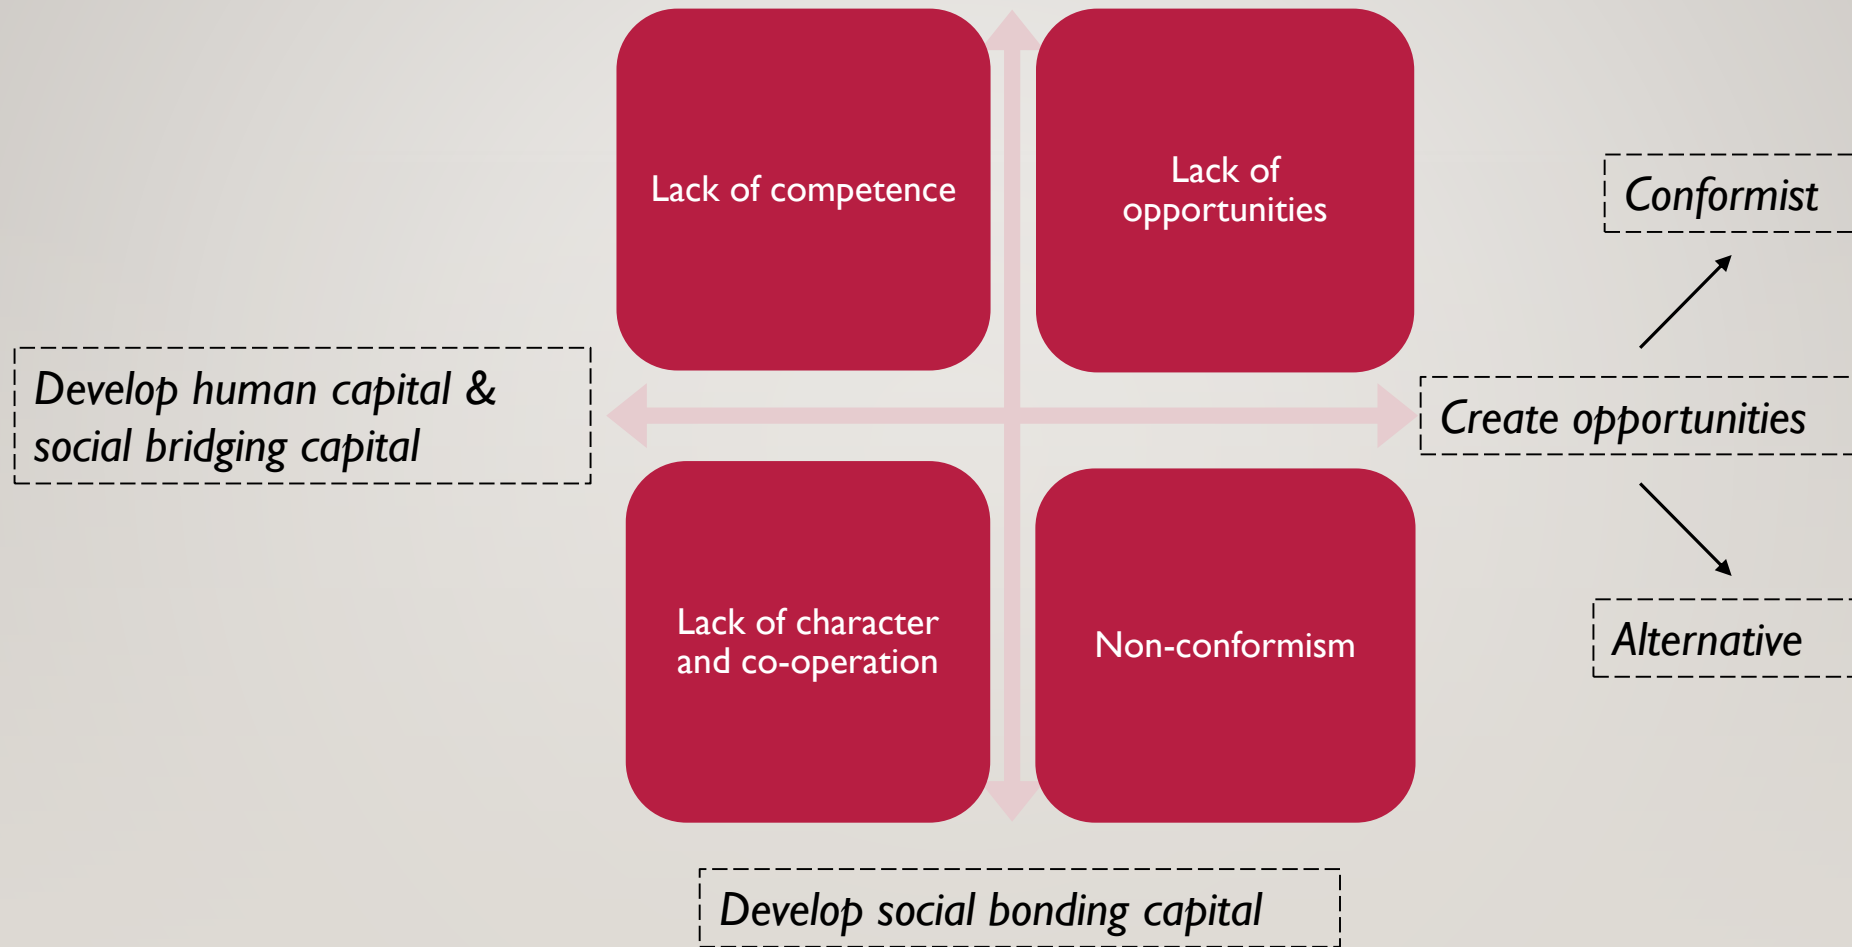 Lack of competence
Lack of
opportunities
Conformist
Develop human capital &
social bridging capital
Create opportunities
Lack of character
and co-operation
Non-conformism
Alternative
Develop social bonding capital